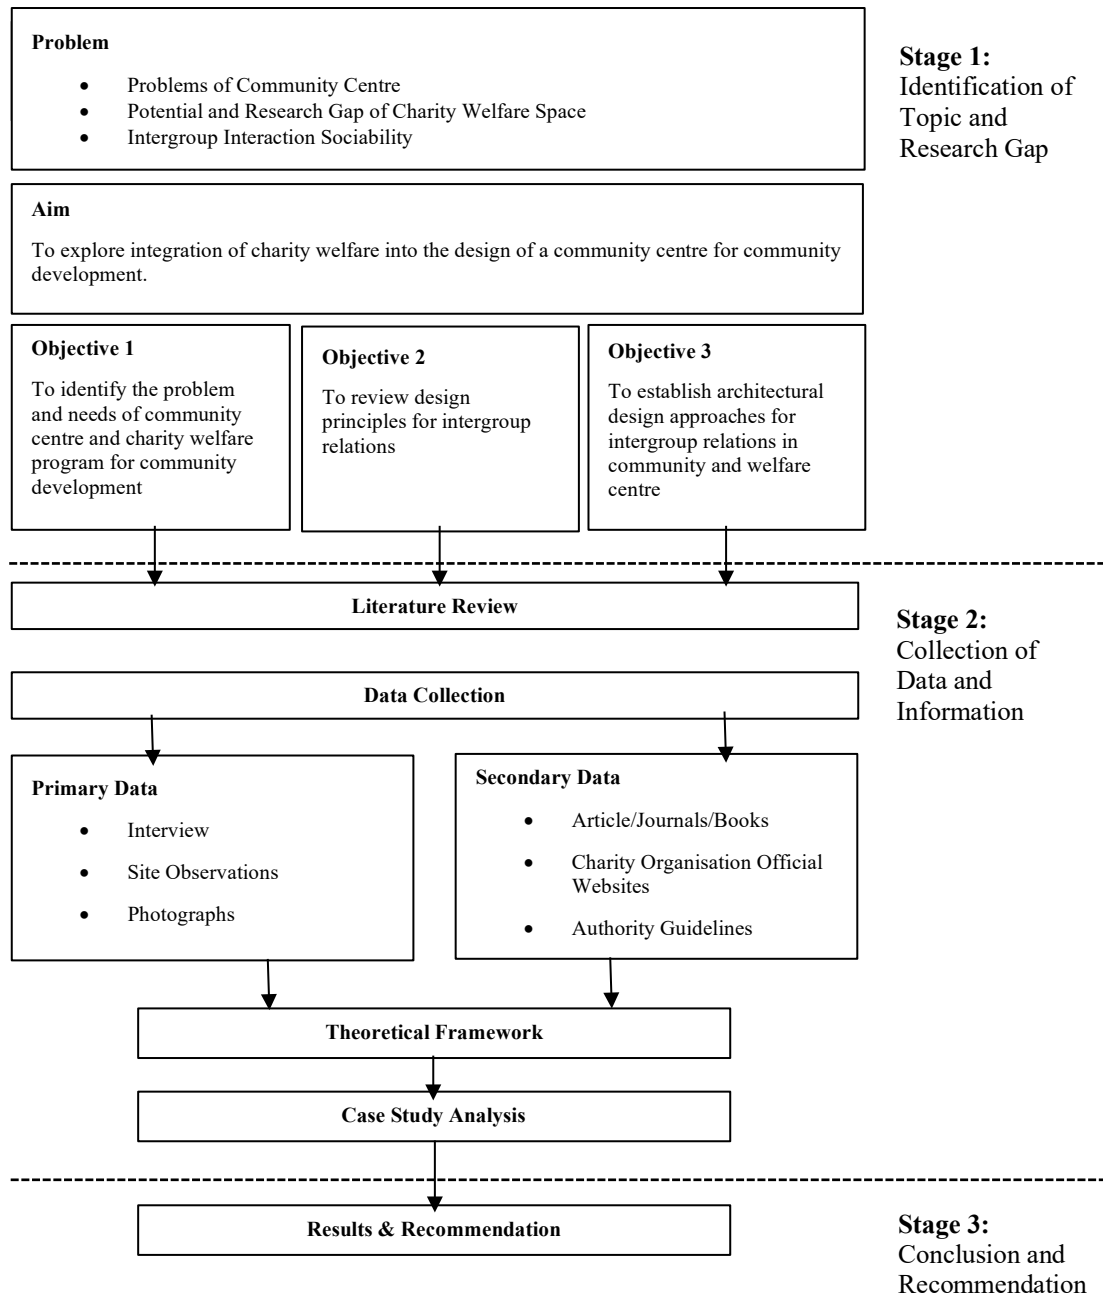 Problem
• Problems of Community Centre
• Potential and Research Gap of Charity Welfare Space
• Intergroup Interaction Sociability
Stage 1:
Identification of
Topic and
Research Gap
Aim
To explore integration of charity welfare into the design of a community centre for community
development.
Objective 1
To identify the problem
and needs of community
centre and charity welfare
program for community
development
Objective 2
To review design
principles for intergroup
relations
Objective 3
To establish architectural
design approaches for
intergroup relations in
community and welfare
centre
Literature Review
Stage 2:
Collection of
Data and
Information
Data Collection
Primary Data
• Interview
• Site Observations
• Photographs
Secondary Data
• Article/Journals/Books
• Charity Organisation Official
Websites
• Authority Guidelines
Theoretical Framework
Case Study Analysis
Results & Recommendation
Stage 3:
Conclusion and
Recommendation